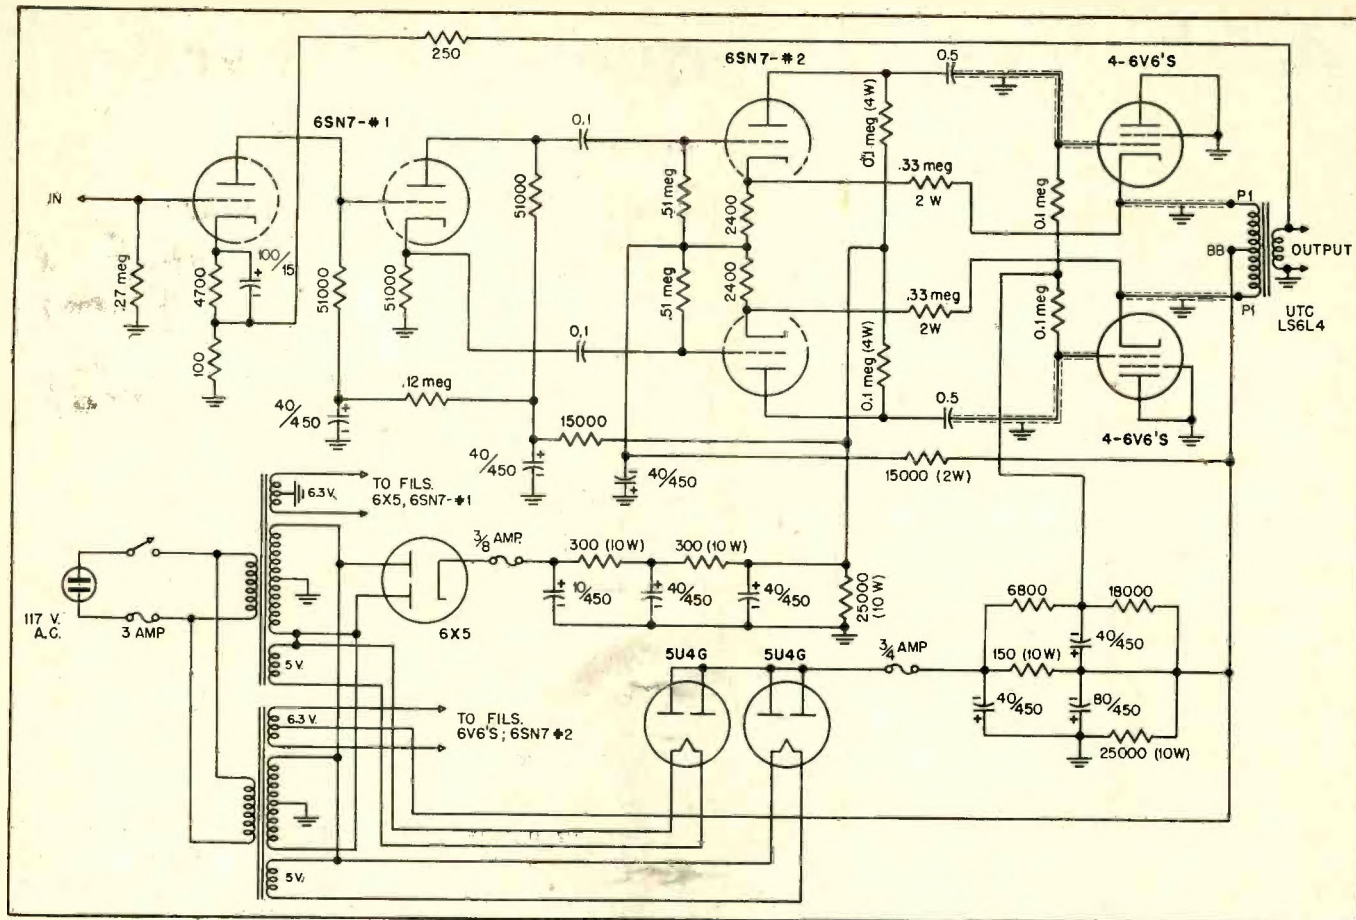 250
6SN7-#2
0.5
4-6V6'S
6SN7-#1
0.1
0.1 meg (4W)
.33 meg
2 W
51000
.51 meg
2400
0.1 meg
P1
IN
100/15
BB
OUTPUT
.27 meg
4700
51000
51000
2400
.51 meg
.33 meg
2W
0.1 meg
P1
UTC
LS6L4
100
0.1
0.1 meg (4W)
.12 meg
0.5
40/450
15000
4-6V6'S
40/450
40/450
15000 (2W)
6.3 V.
TO FILS.
6X5, 6SN7-#1
3/8 AMP.
300 (10W)
300 (10W)
117 V.
A.C.
3 AMP
6X5
10/450
40/450
40/450
25000
(10W)
6800
18000
5 V.
5U4G
5U4G
3/4 AMP
40/450
150 (10W)
6.3 V.
TO FILS.
6V6'S; 6SN7#2
40/450
80/450
25000 (10W)
5V.